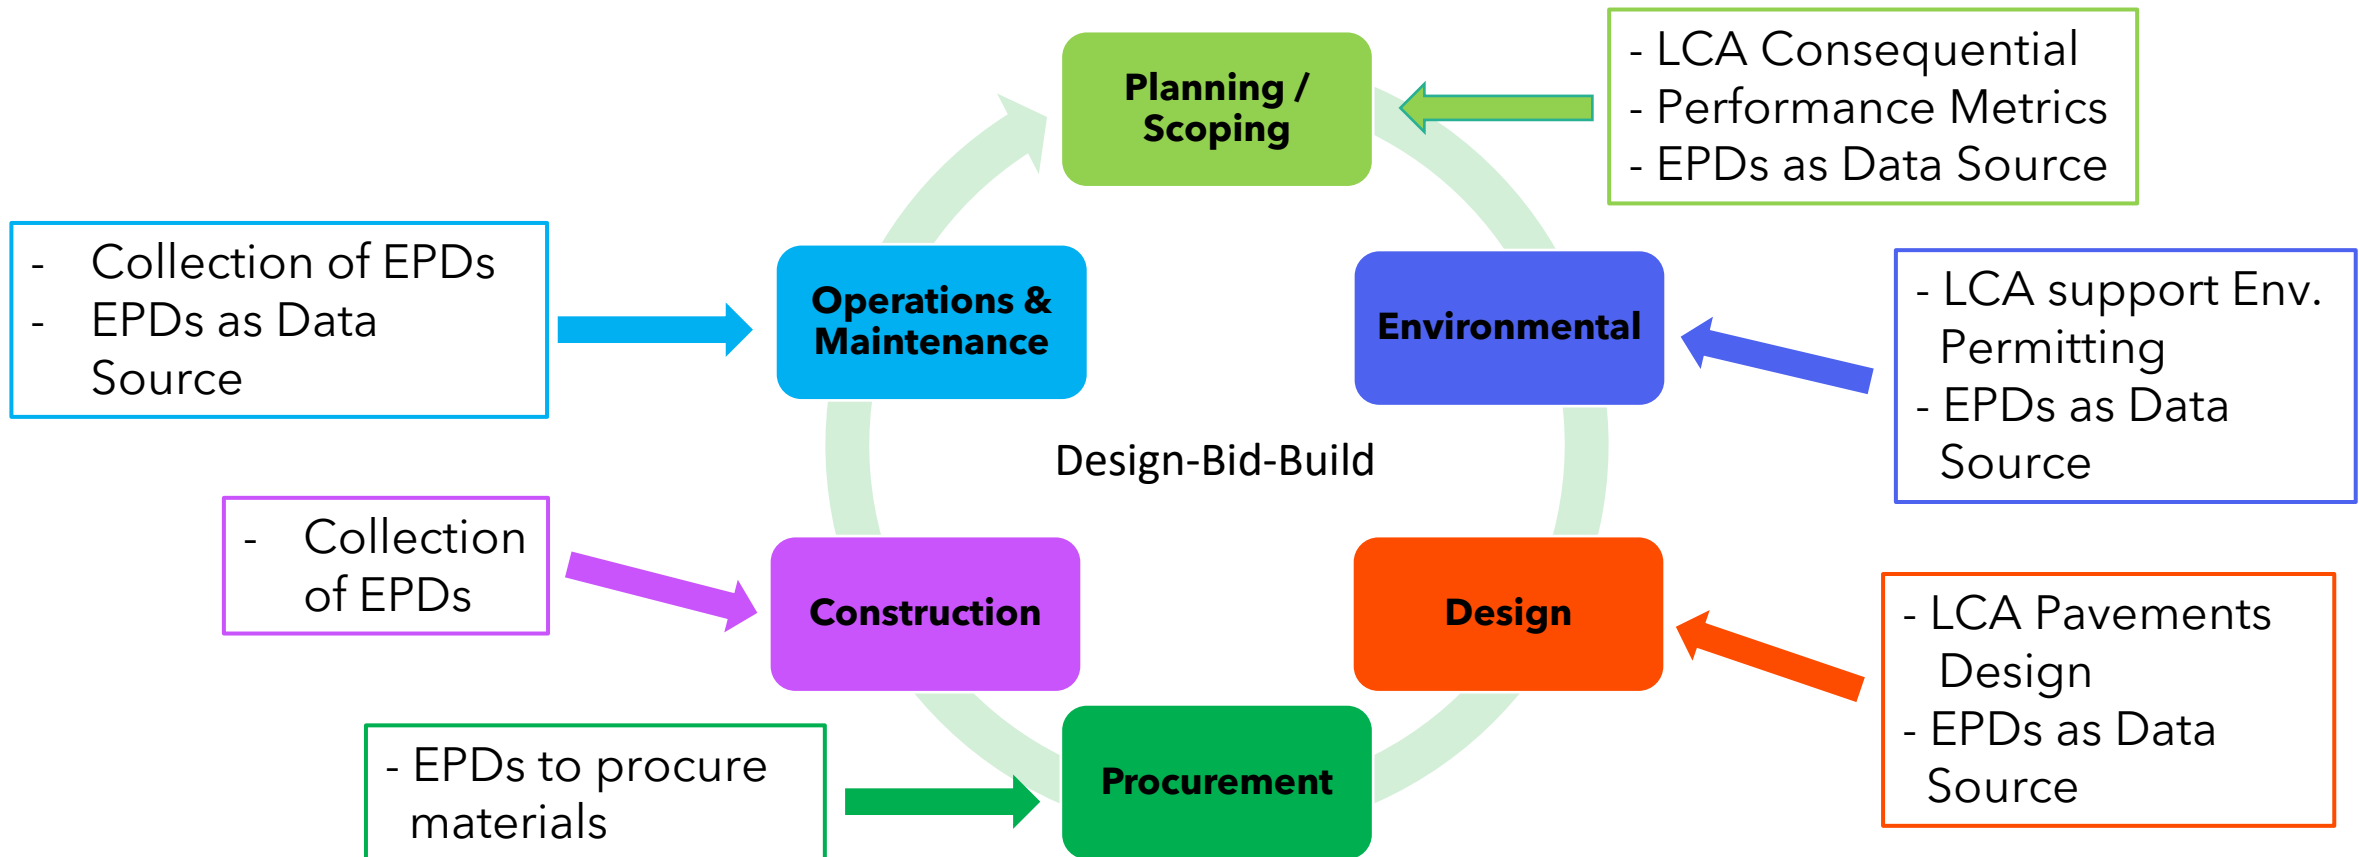 Planning /
Scoping
- LCA Consequential
- Performance Metrics
- EPDs as Data Source
Environmental
- LCA support Env.
Permitting
- EPDs as Data
Source
Design
- LCA Pavements
Design
- EPDs as Data
Source
Procurement
- EPDs to procure
materials
Construction
- Collection
of EPDs
Operations &
Maintenance
- Collection of EPDs
- EPDs as Data
Source
Design-Bid-Build